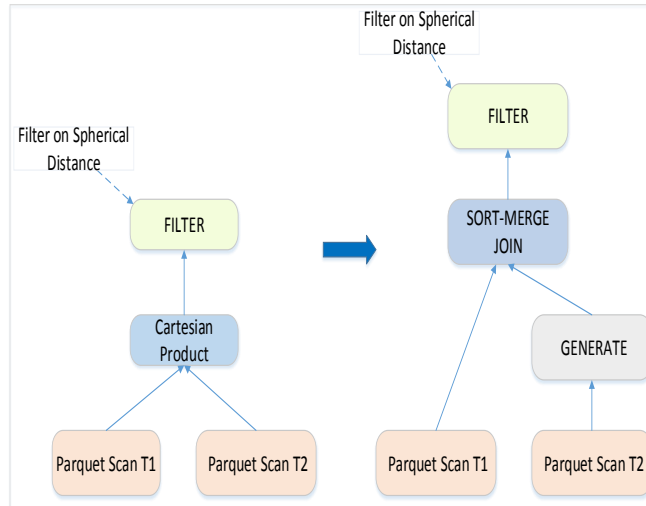 Filter on Spherical
Distance
FILTER
Cartesian
Product
Parquet Scan T1
Parquet Scan T2
Filter on Spherical
Distance
FILTER
SORT-MERGE
JOIN
GENERATE
Parquet Scan T1
Parquet Scan T2